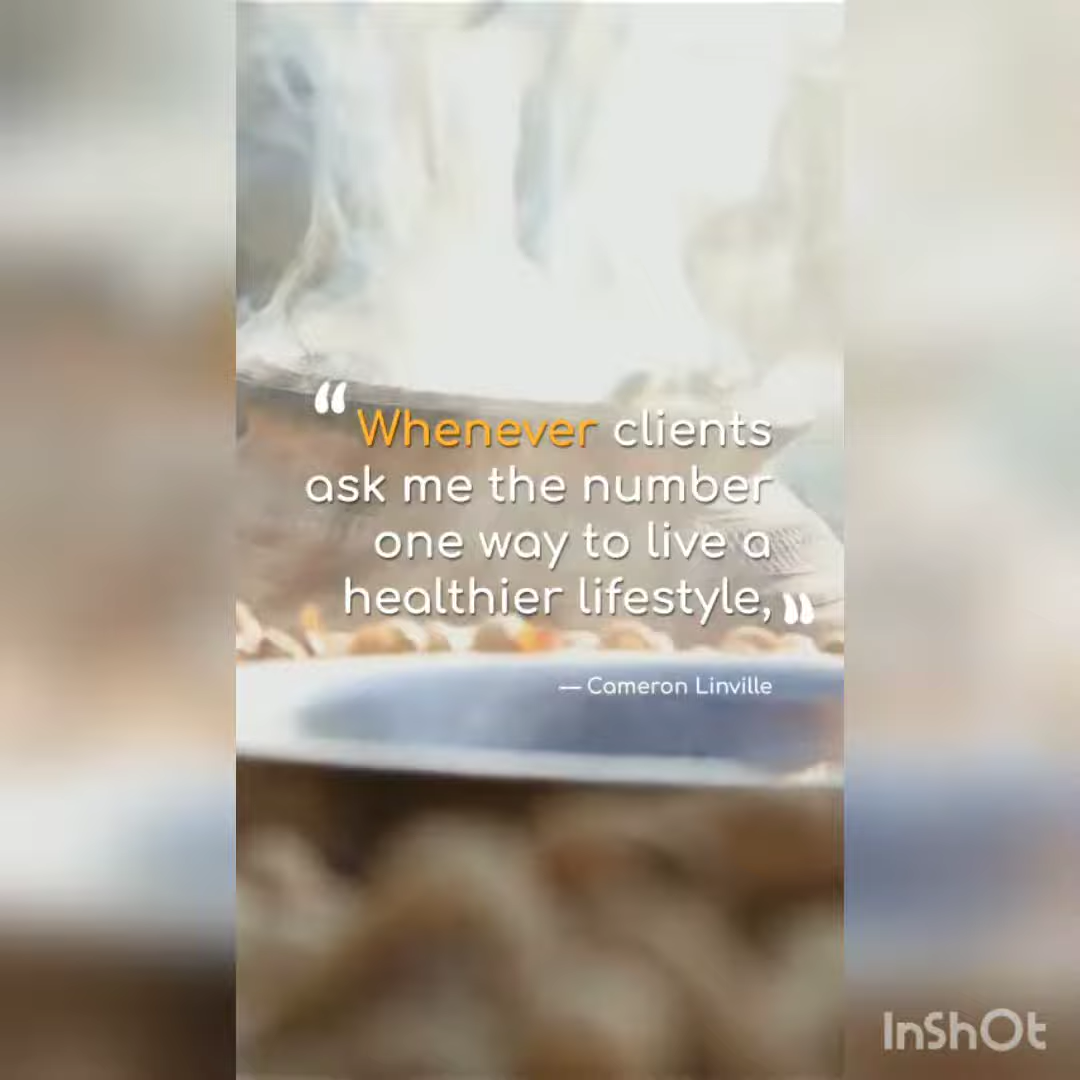 “Whenever clients
ask me the number
one way to live a
healthier lifestyle,”
— Cameron Linville
InShOt